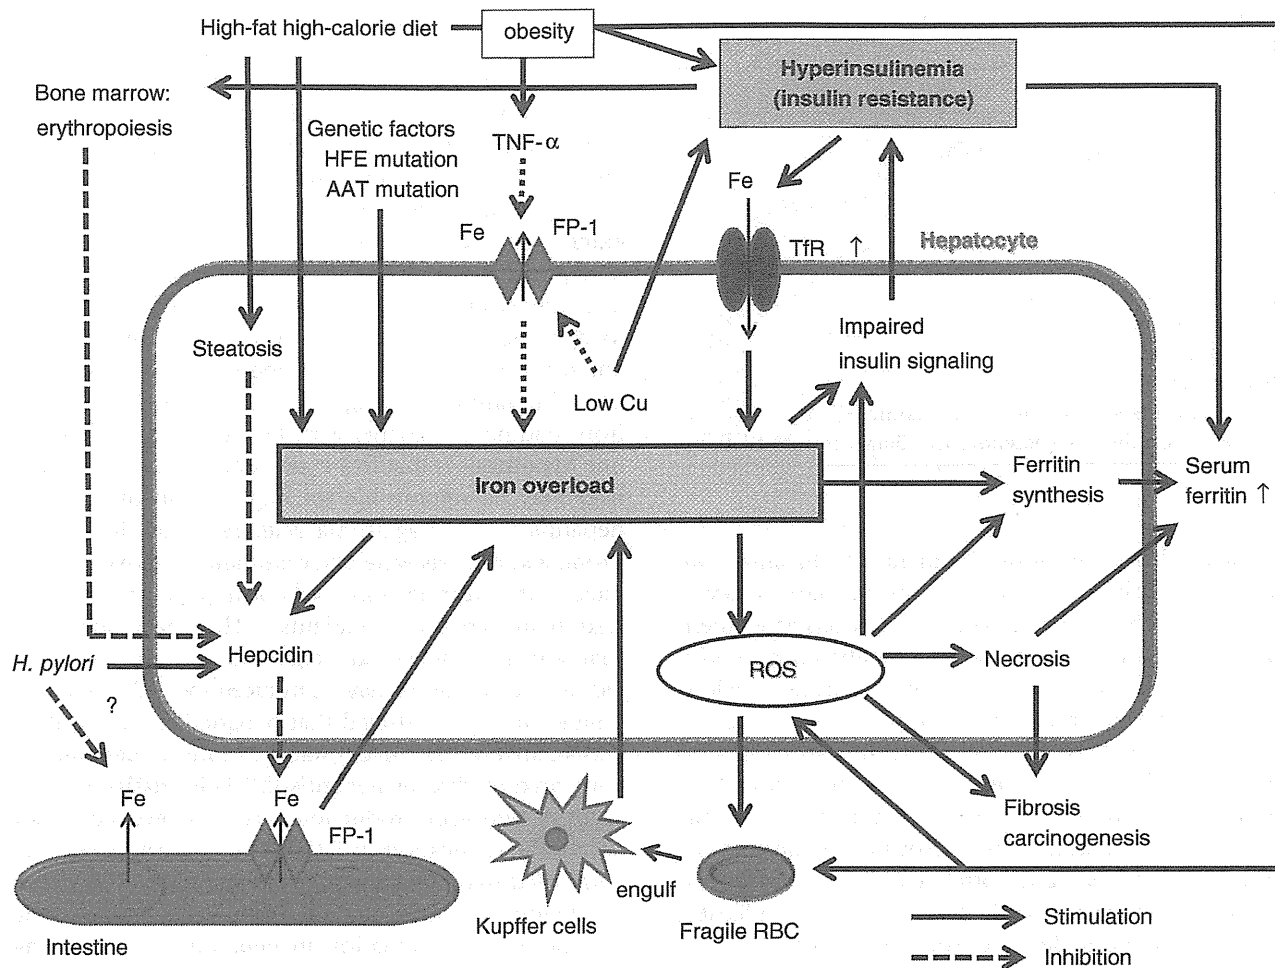 High-fat high-calorie diet
obesity
Hyperinsulinemia
(insulin resistance)
Bone marrow:
erythropoiesis
Genetic factors
HFE mutation
AAT mutation
TNF-α
Fe
Fe
FP-1
TfR ↑
Hepatocyte
Steatosis
Impaired
insulin signaling
Low Cu
Iron overload
Ferritin
synthesis
Serum
ferritin ↑
Hepcidin
H. pylori
?
ROS
Necrosis
Fe
Fe
FP-1
Fibrosis
carcinogenesis
engulf
Kupffer cells
Fragile RBC
Intestine
Stimulation
Inhibition